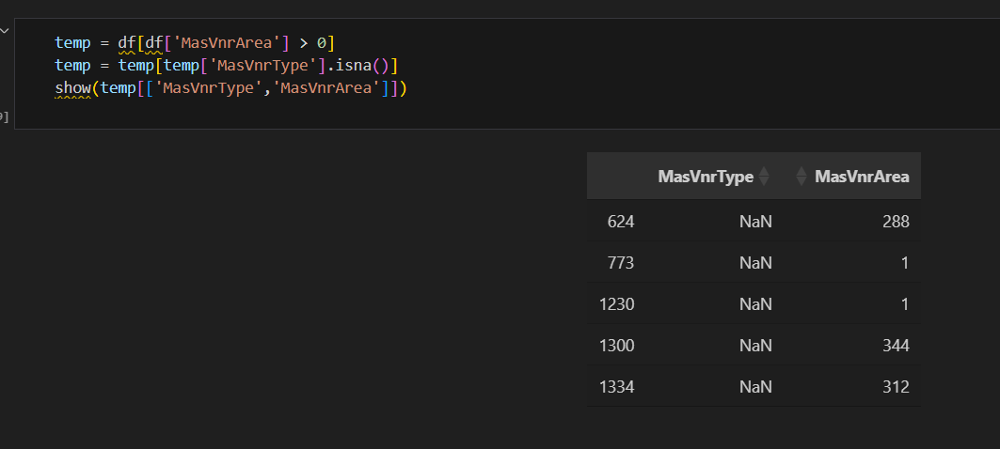 temp = df[df['MasVnrArea'] > 0]
temp = temp[temp['MasVnrType'].isna()]
show(temp[['MasVnrType','MasVnrArea']])
9]
MasVnrType MasVnrArea
624 NaN 288
773 NaN 1
1230 NaN 1
1300 NaN 344
1334 NaN 312